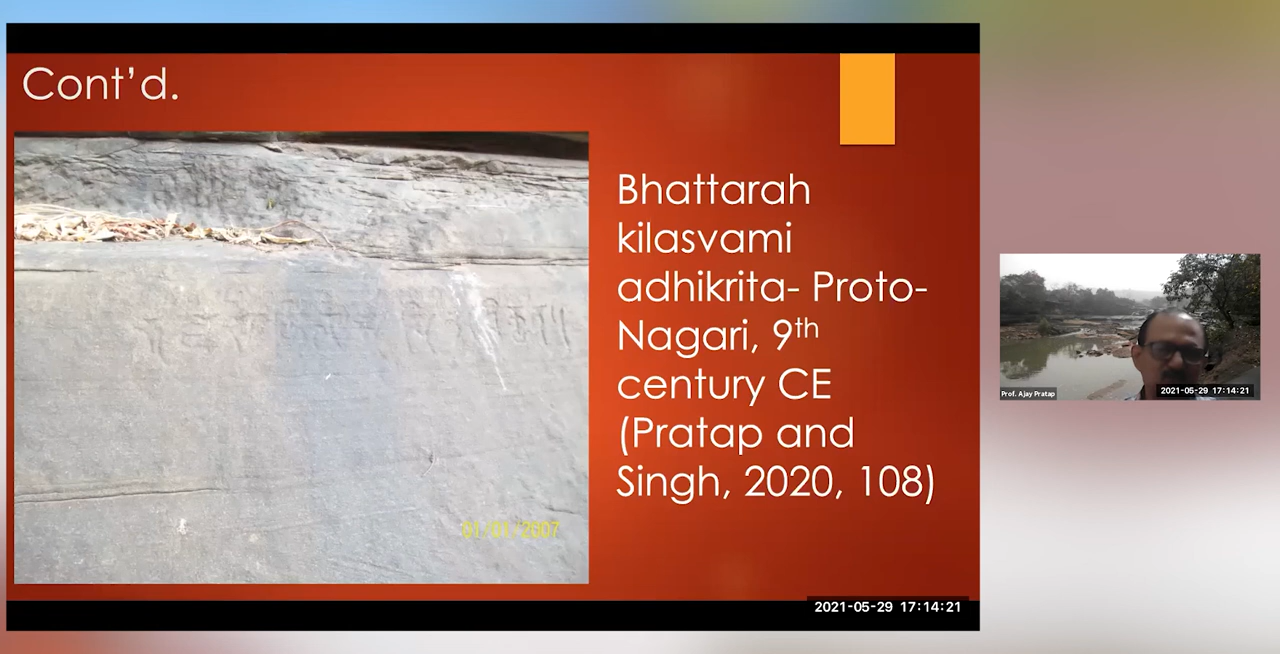 Cont’d.
Bhattarah
kilasvami
adhikrita- Proto-
Nagari, 9th
century CE
(Pratap and
Singh, 2020, 108)
01/01/2007
2021-05-29 17:14:21
Prof. Ajay Pratap
2021-05-29 17:14:21